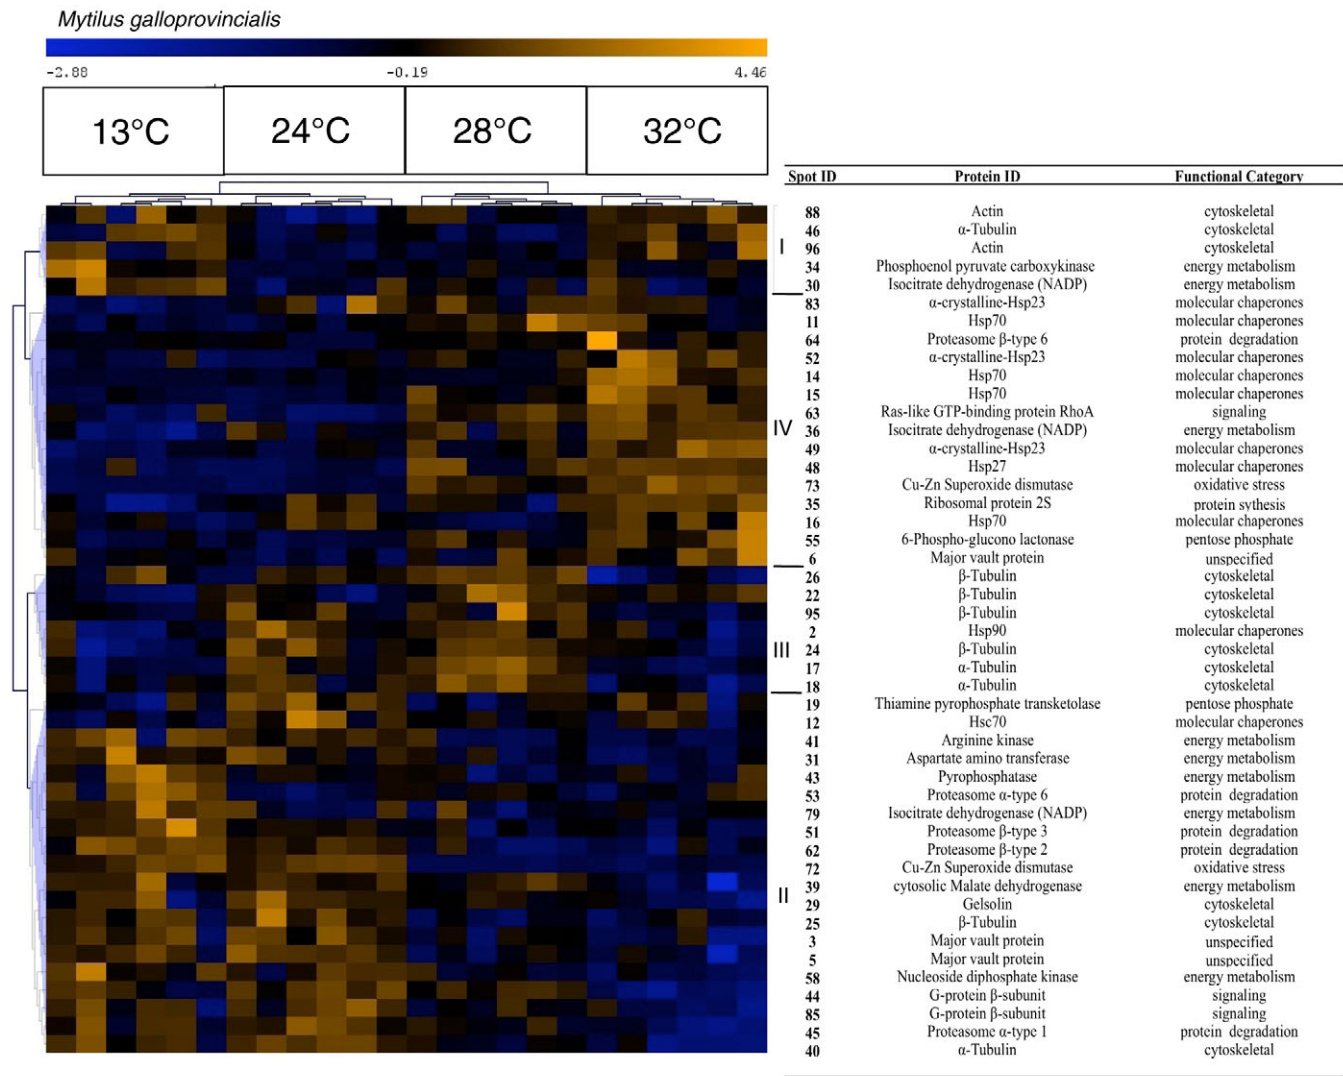 Mytilus galloprovincialis
-2.88 -0.19 4.46
13°C 24°C 28°C 32°C
Spot ID Protein ID Functional Category
88 Actin cytoskeletal
46 α-Tubulin cytoskeletal
I
96 Actin cytoskeletal
34 Phosphoenol pyruvate carboxykinase energy metabolism
30 Isocitrate dehydrogenase (NADP) energy metabolism
83 α-crystalline-Hsp23 molecular chaperones
11 Hsp70 molecular chaperones
64 Proteasome β-type 6 protein degradation
52 α-crystalline-Hsp23 molecular chaperones
14 Hsp70 molecular chaperones
15 Hsp70 molecular chaperones
63 Ras-like GTP-binding protein RhoA signaling
IV
36 Isocitrate dehydrogenase (NADP) energy metabolism
49 α-crystalline-Hsp23 molecular chaperones
48 Hsp27 molecular chaperones
73 Cu-Zn Superoxide dismutase oxidative stress
35 Ribosomal protein 2S protein sythesis
16 Hsp70 molecular chaperones
55 6-Phospho-glucono lactonase pentose phosphate
6 Major vault protein unspecified
26 β-Tubulin cytoskeletal
22 β-Tubulin cytoskeletal
95 β-Tubulin cytoskeletal
2 Hsp90 molecular chaperones
III
24 β-Tubulin cytoskeletal
17 α-Tubulin cytoskeletal
18 α-Tubulin cytoskeletal
19 Thiamine pyrophosphate transketolase pentose phosphate
12 Hsc70 molecular chaperones
41 Arginine kinase energy metabolism
31 Aspartate amino transferase energy metabolism
43 Pyrophosphatase energy metabolism
53 Proteasome α-type 6 protein degradation
79 Isocitrate dehydrogenase (NADP) energy metabolism
51 Proteasome β-type 3 protein degradation
62 Proteasome β-type 2 protein degradation
72 Cu-Zn Superoxide dismutase oxidative stress
39 cytosolic Malate dehydrogenase energy metabolism
II
29 Gelsolin cytoskeletal
25 β-Tubulin cytoskeletal
3 Major vault protein unspecified
5 Major vault protein unspecified
58 Nucleoside diphosphate kinase energy metabolism
44 G-protein β-subunit signaling
85 G-protein β-subunit signaling
45 Proteasome α-type 1 protein degradation
40 α-Tubulin cytoskeletal